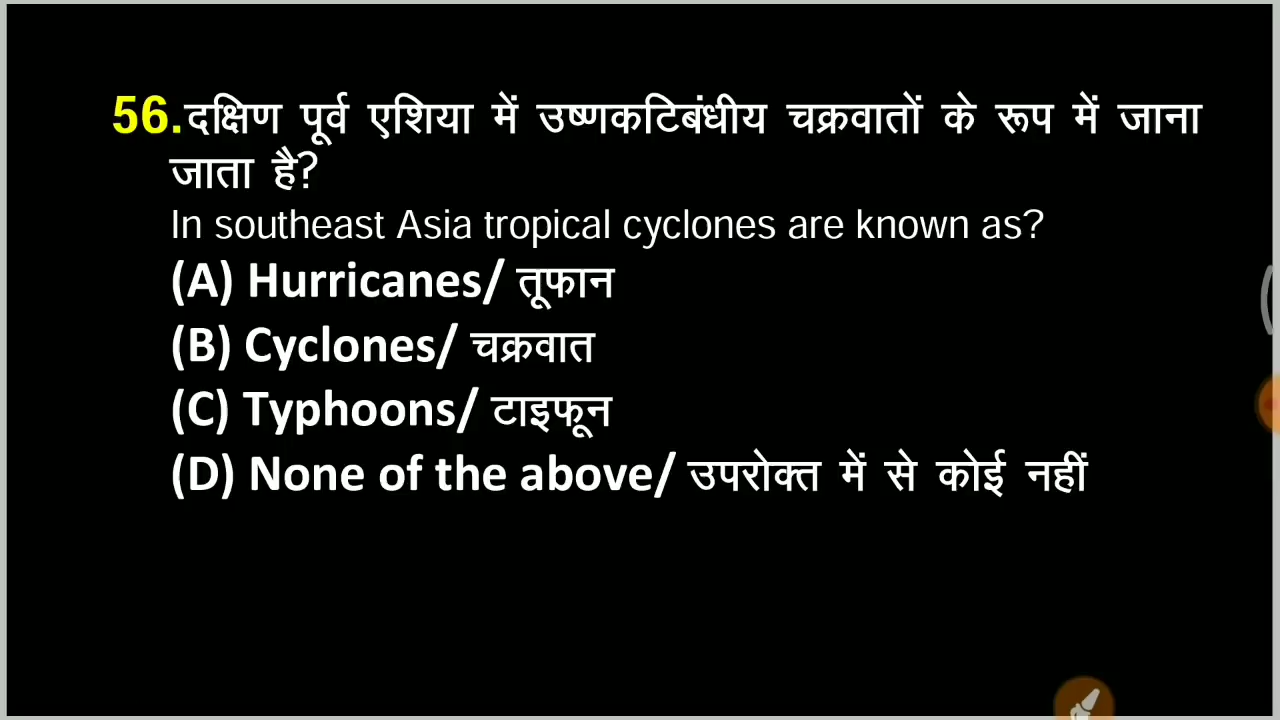 56.दक्षिण पूर्व एशिया में उष्णकटिबंधीय चक्रवातों के रूप में जाना
जाता है?
In southeast Asia tropical cyclones are known as?
(A) Hurricanes/ तूफान
(B) Cyclones/ चक्रवात
(C) Typhoons/ टाइफून
(D) None of the above/ उपरोक्त में से कोई नहीं